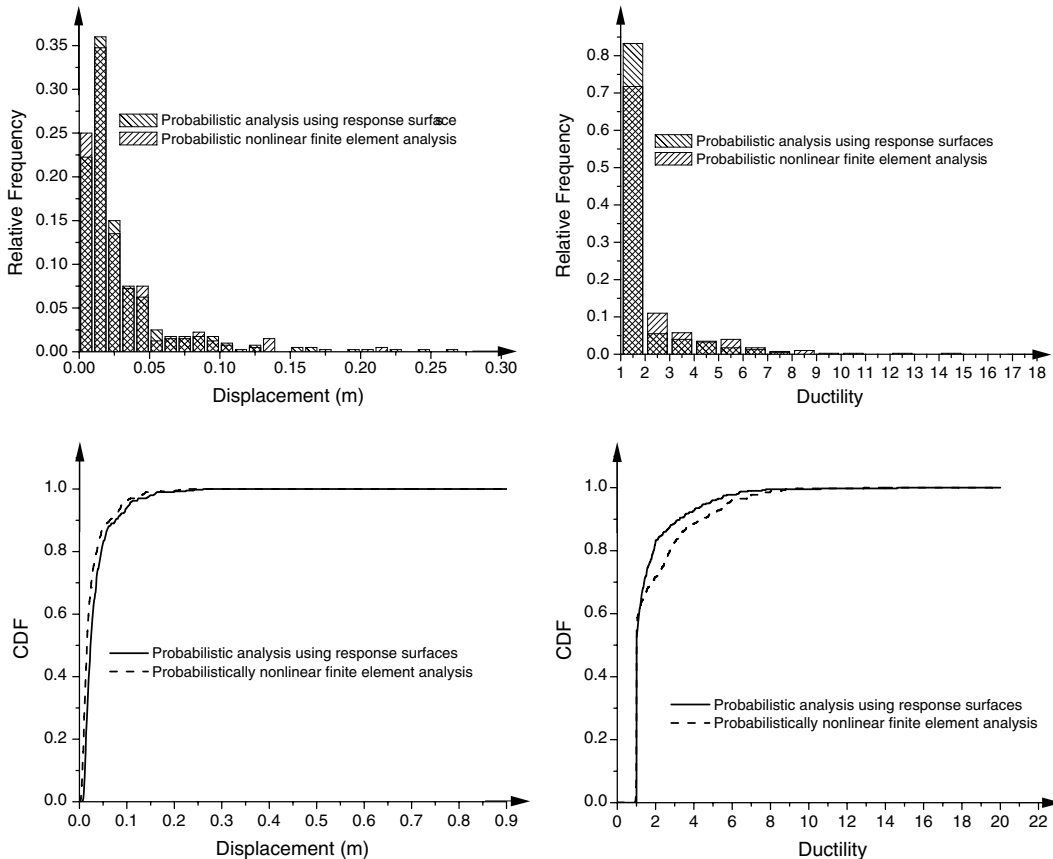 0.35
0.30
0.25
0.20
0.15
0.10
0.05
0.00
Relative Frequency
Probabilistic analysis using response surfaces
Probabilistic nonlinear finite element analysis
0.00 0.05 0.10 0.15 0.20 0.25 0.30
Displacement (m)
0.8
0.7
0.6
0.5
0.4
0.3
0.2
0.1
0.0
Relative Frequency
Probabilistic analysis using response surfaces
Probabilistic nonlinear finite element analysis
1 2 3 4 5 6 7 8 9 10 11 12 13 14 15 16 17 18
Ductility
1.0
0.8
0.6
0.4
0.2
0.0
CDF
Probabilistic analysis using response surfaces
Probabilistically nonlinear finite element analysis
0.0 0.1 0.2 0.3 0.4 0.5 0.6 0.7 0.8 0.9
Displacement (m)
1.0
0.8
0.6
0.4
0.2
0.0
CDF
Probabilistic analysis using response surfaces
Probabilistically nonlinear finite element analysis
0 2 4 6 8 10 12 14 16 18 20 22
Ductility